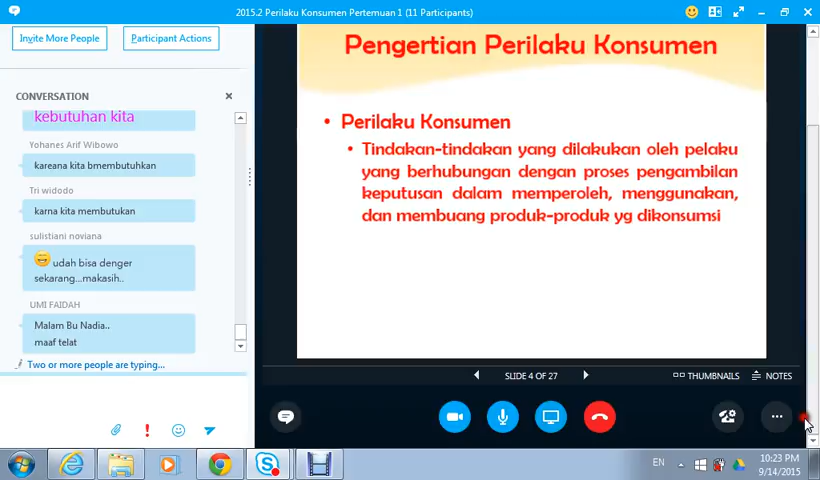 2015.2 Perilaku Konsumen Pertemuan 1 (11 Participants)
Invite More People
Participant Actions
CONVERSATION
kebutuhan kita
Yohanes Arif Wibowo
kareana kita bmembutuhkan
Tri widodo
karna kita membutukan
sulistiani noviana
udah bisa denger
sekarang...makasih..
UMI FAIDAH
Malam Bu Nadia..
maaf telat
Two or more people are typing...
Pengertian Perilaku Konsumen
• Perilaku Konsumen
• Tindakan-tindakan yang dilakukan oleh pelaku
yang berhubungan dengan proses pengambilan
keputusan dalam memperoleh, menggunakan,
dan membuang produk-produk yg dikonsumsi
SLIDE 4 OF 27
THUMBNAILS
NOTES
EN
10:23 PM
9/14/2015